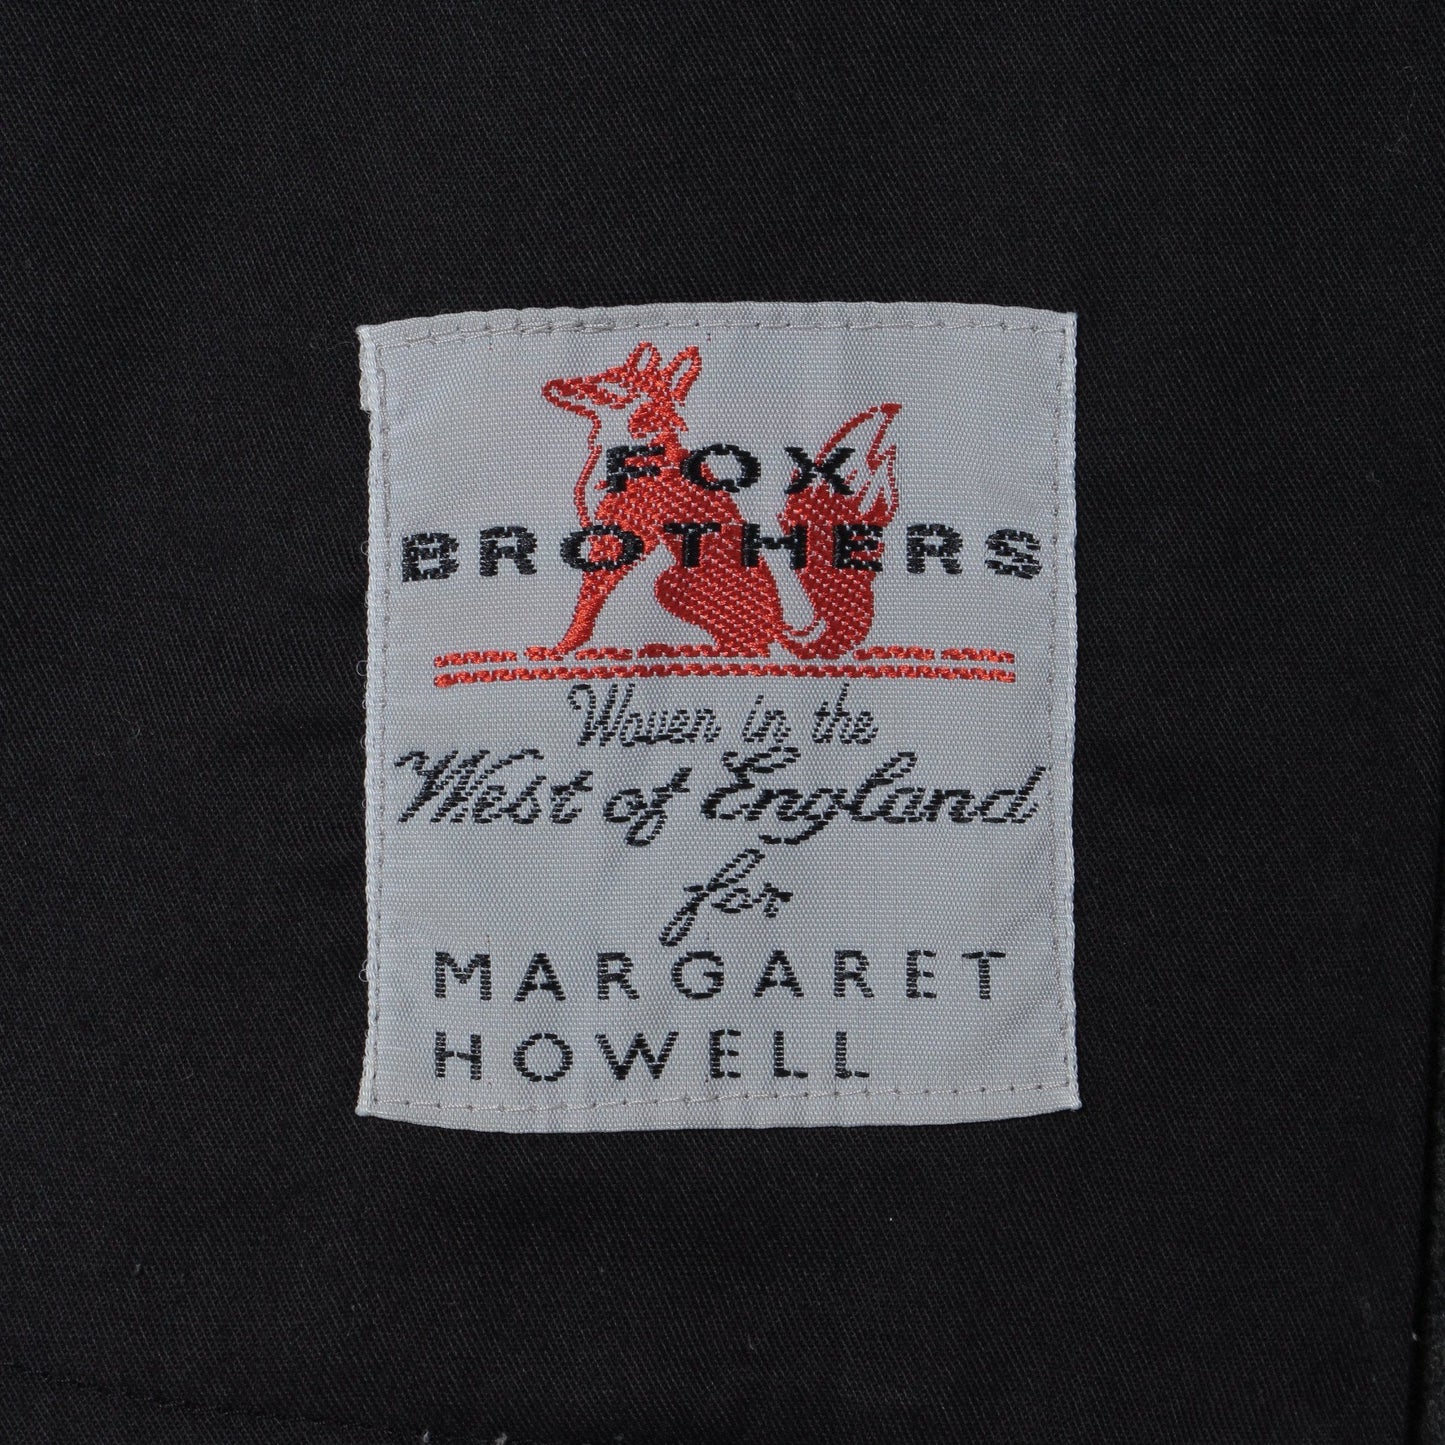 FOX
BROTHERS
Woven in the
West of England
for
MARGARET
HOWELL